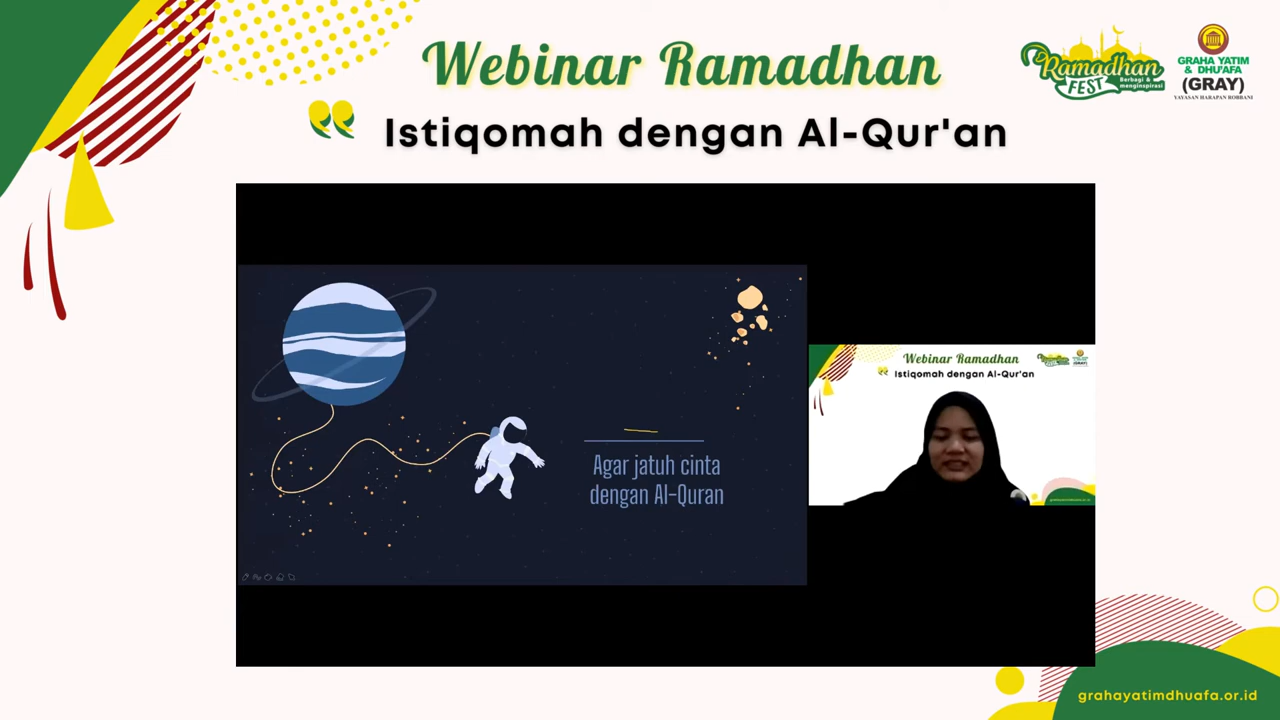 Webinar Ramadhan
Istiqomah dengan Al-Qur'an
Ramadhan
FEST
Berbagi &
menginspirasi
GRAHA YATIM
& DHU'AFA
(GRAY)
YAYASAN HARAPAN ROBBANI
Agar jatuh cinta
dengan Al-Quran
Webinar Ramadhan
Istiqomah dengan Al-Qur'an
grahayatimdhuafa.or.id